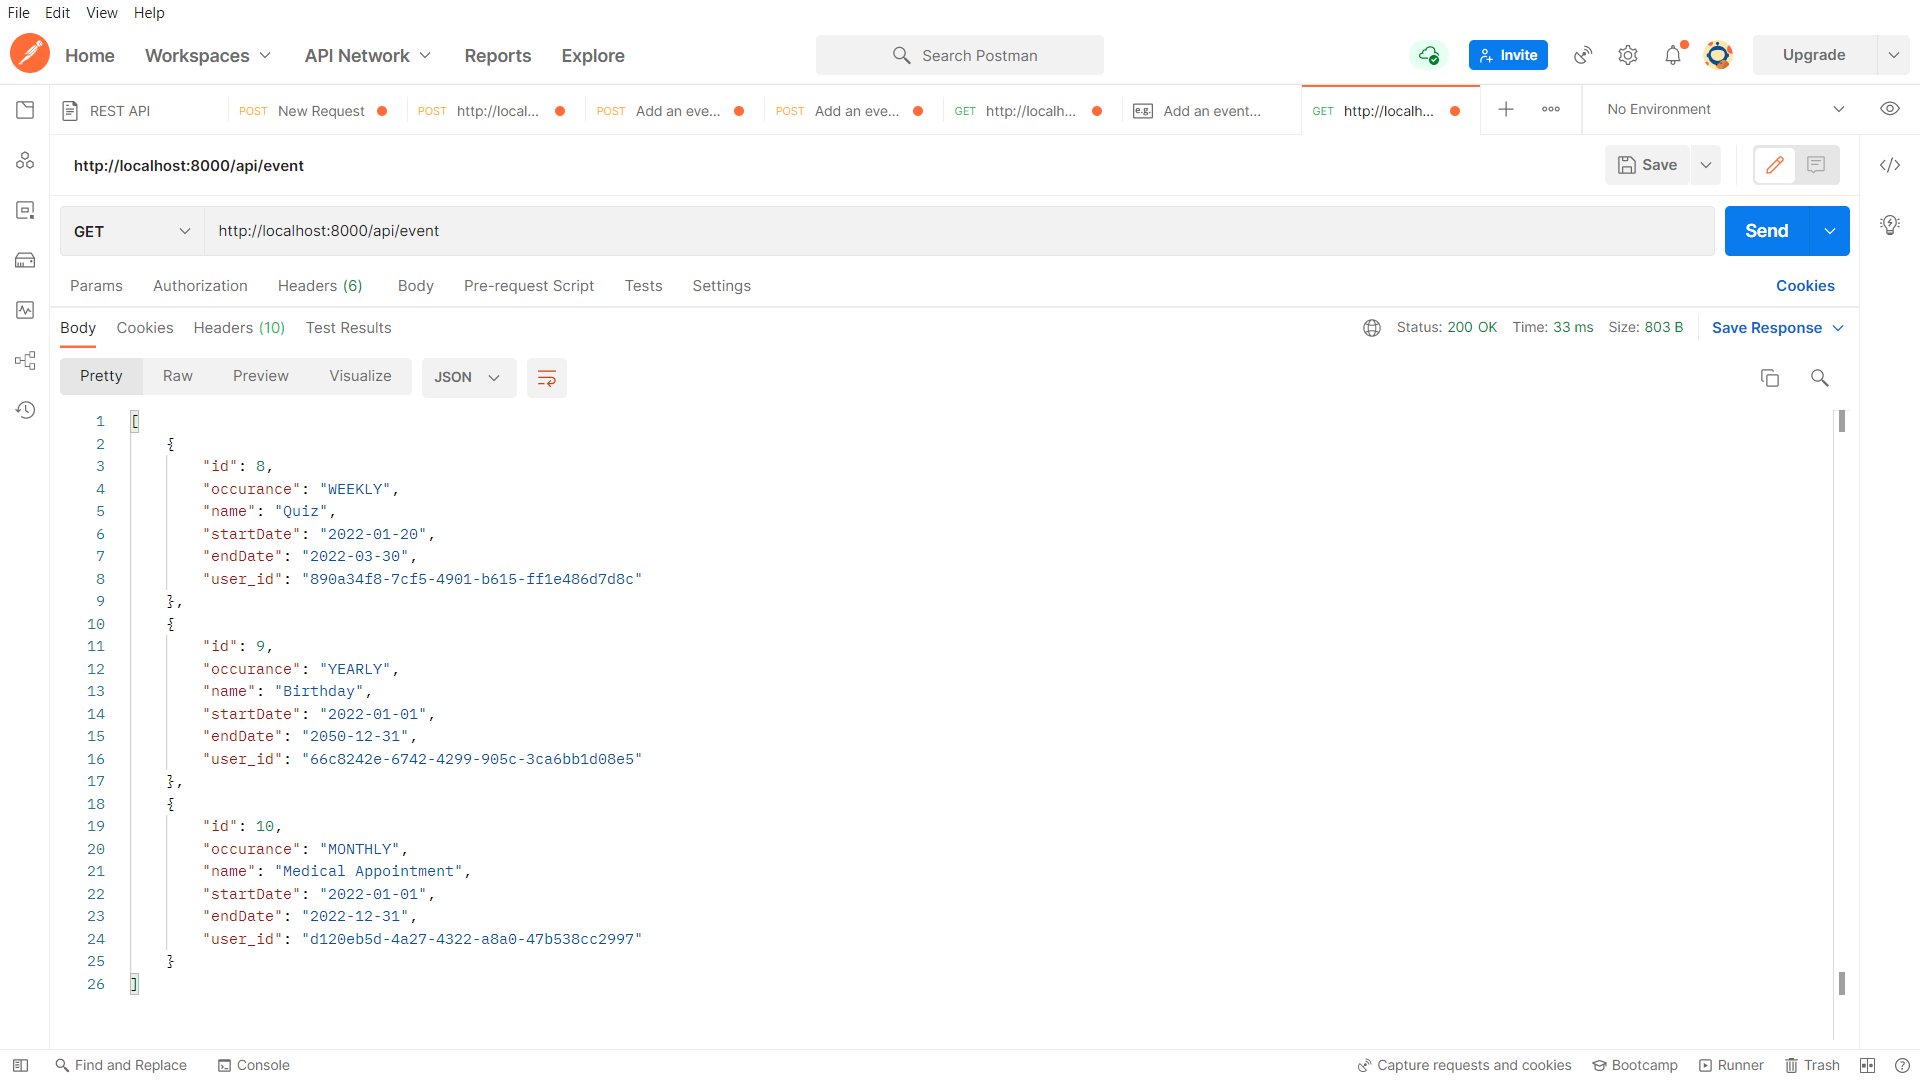 File Edit View Help
Home Workspaces API Network Reports Explore Search Postman Invite Upgrade
REST API POST New Request POST http://local... POST Add an eve... POST Add an eve... GET http://localh... e.g. Add an event... GET http://localh... No Environment
http://localhost:8000/api/event Save
GET http://localhost:8000/api/event Send
Params Authorization Headers (6) Body Pre-request Script Tests Settings Cookies
Body Cookies Headers (10) Test Results Status: 200 OK Time: 33 ms Size: 803 B Save Response
Pretty Raw Preview Visualize JSON
1 [
2 {
3 "id": 8,
4 "occurance": "WEEKLY",
5 "name": "Quiz",
6 "startDate": "2022-01-20",
7 "endDate": "2022-03-30",
8 "user_id": "890a34f8-7cf5-4901-b615-ff1e486d7d8c"
9 },
10 {
11 "id": 9,
12 "occurance": "YEARLY",
13 "name": "Birthday",
14 "startDate": "2022-01-01",
15 "endDate": "2050-12-31",
16 "user_id": "66c8242e-6742-4299-905c-3ca6bb1d08e5"
17 },
18 {
19 "id": 10,
20 "occurance": "MONTHLY",
21 "name": "Medical Appointment",
22 "startDate": "2022-01-01",
23 "endDate": "2022-12-31",
24 "user_id": "d120eb5d-4a27-4322-a8a0-47b538cc2997"
25 }
26 ]
Find and Replace Console Capture requests and cookies Bootcamp Runner Trash